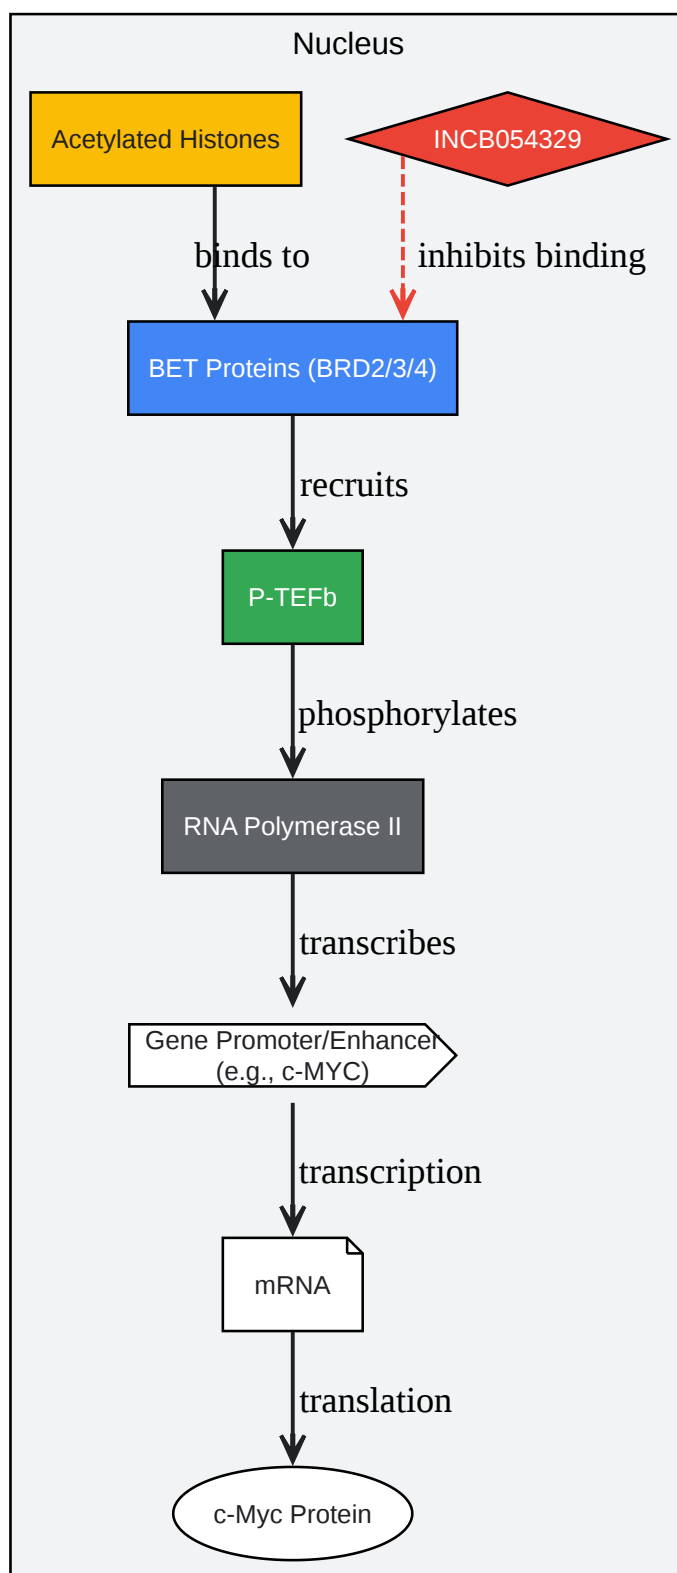 Nucleus
Acetylated Histones
INCB054329
binds to
inhibits binding
BET Proteins (BRD2/3/4)
recruits
P-TEFb
phosphorylates
RNA Polymerase II
transcribes
Gene Promoter/Enhancer
(e.g., c-MYC)
transcription
mRNA
translation
c-Myc Protein